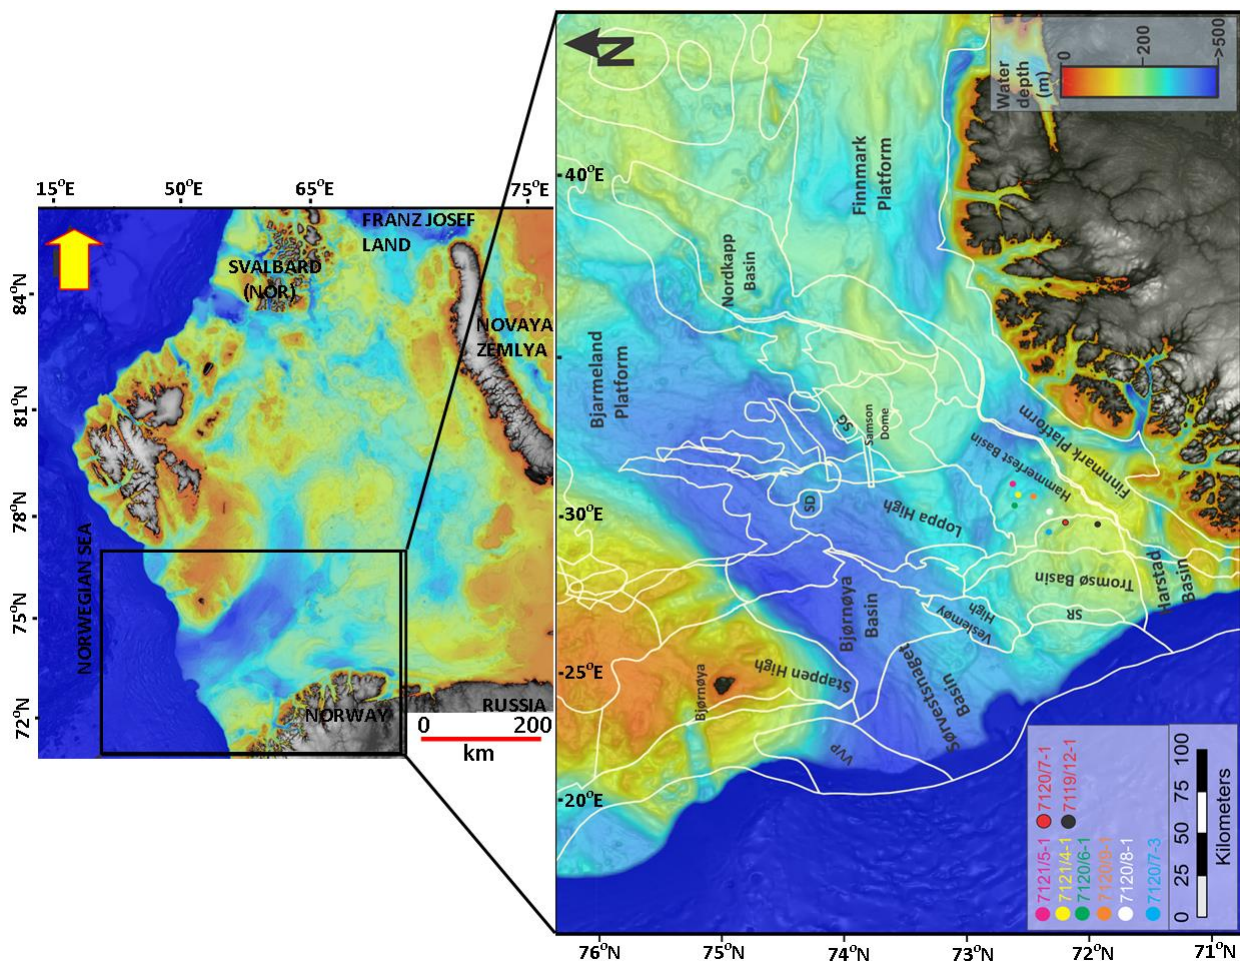 15°E
50°E
65°E
75°E
84°N
81°N
78°N
75°N
72°N
FRANZ JOSEF
LAND
SVALBARD
(NOR)
NOVAYA
ZEMLYA
NORWEGIAN SEA
NORWAY
RUSSIA
0
200
km
N
40°E
30°E
25°E
20°E
76°N
75°N
74°N
73°N
72°N
71°N
Water
depth
(m)
0
200
>500
Finnmark
Platform
Nordkapp
Basin
Bjarmeland
Platform
SG
Samson
Dome
SD
Loppa High
Hammerfest Basin
Finnmark Platform
Harstad
Basin
Tromsø Basin
SR
Veslemøy
High
Bjørnøya
Basin
Stappen High
Bjørnøya
Sørvestsnaget
Basin
VVP
7121/5-1
7121/4-1
7120/6-1
7120/9-1
7120/8-1
7120/7-3
7120/7-1
7119/12-1
0
25
50
75
100
Kilometers